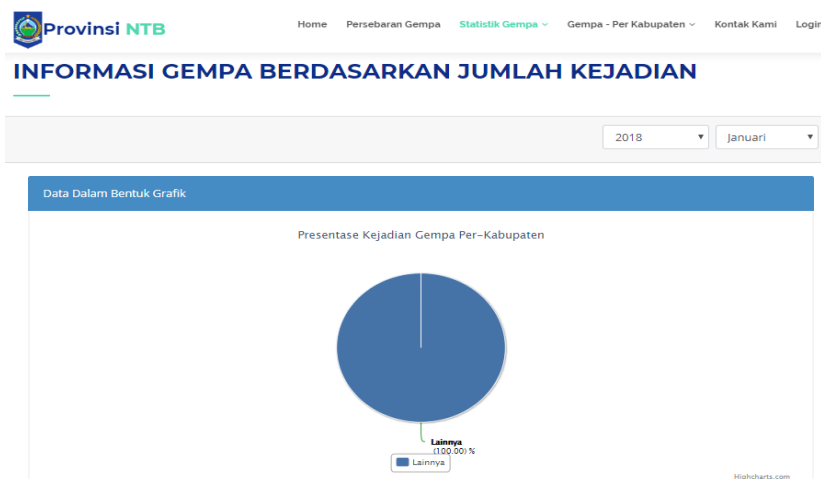 Provinsi NTB
Home Persebaran Gempa Statistik Gempa Gempa - Per Kabupaten Kontak Kami Login
INFORMASI GEMPA BERDASARKAN JUMLAH KEJADIAN
2018 Januari
Data Dalam Bentuk Grafik
Presentase Kejadian Gempa Per-Kabupaten
Lainnya
(100.00) %
Lainnya
Highcharts.com